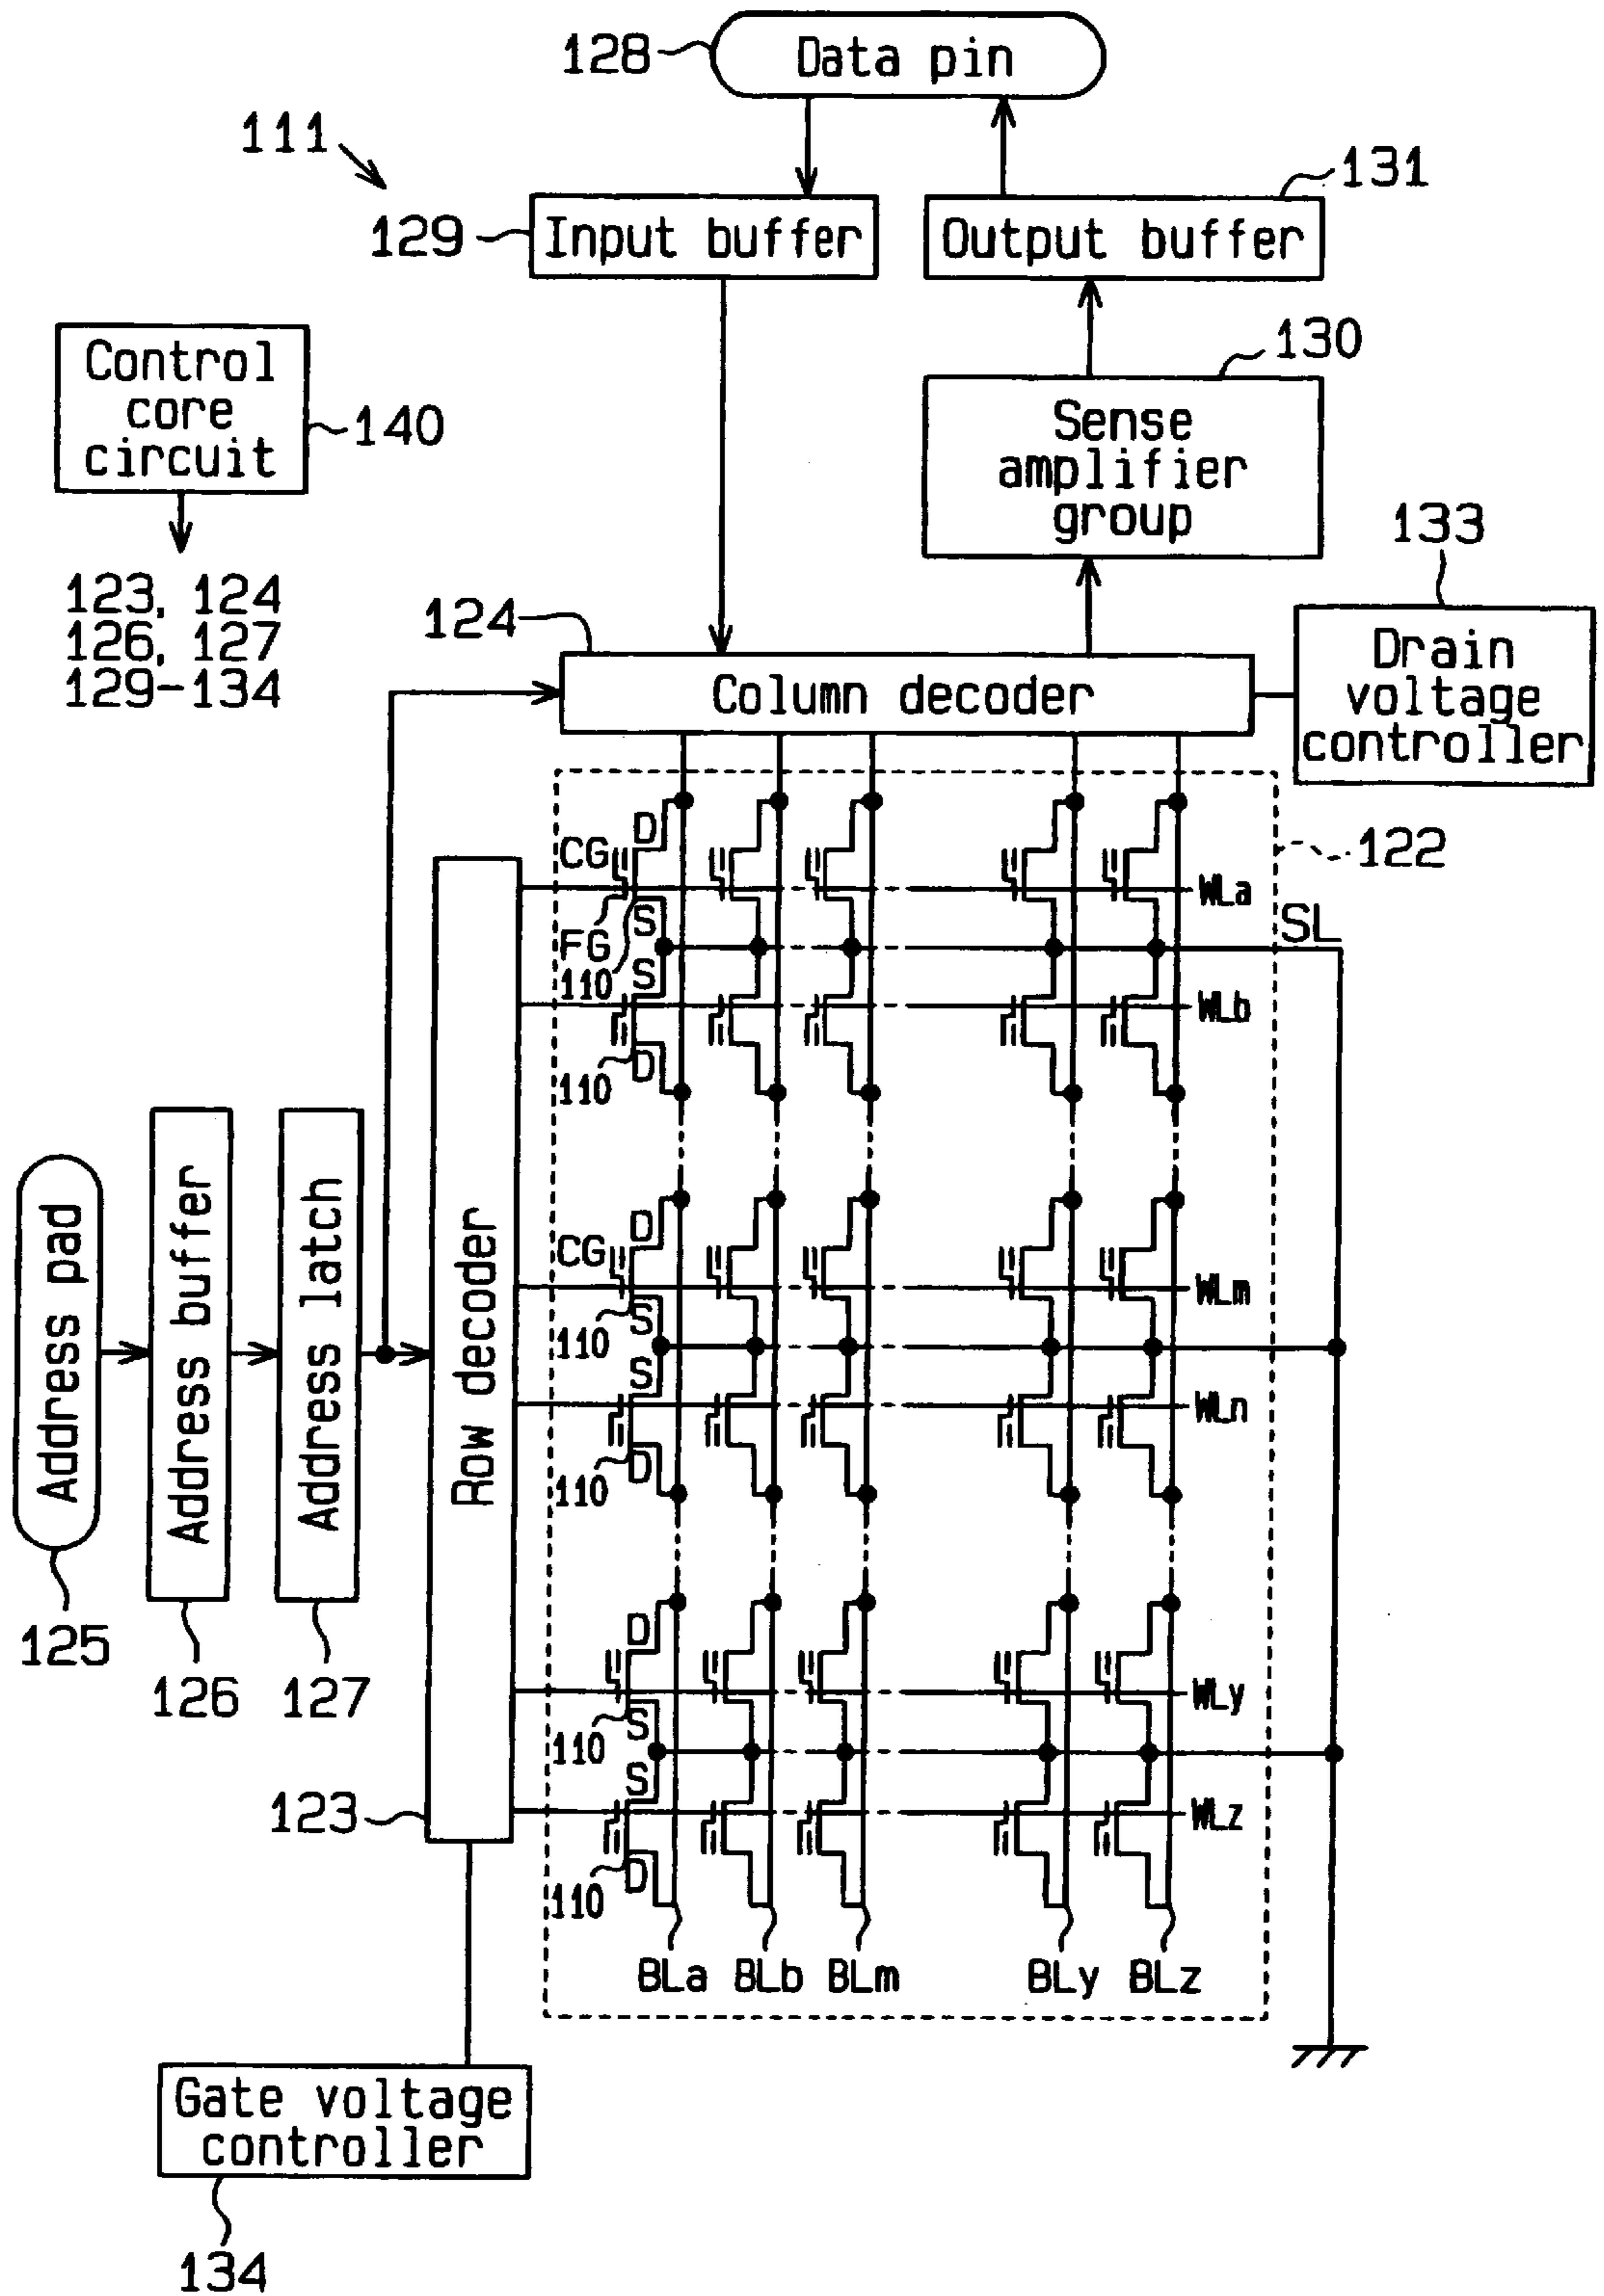 128
Data pin
111
131
129
Input buffer
Output buffer
130
Control
core
circuit
140
Sense
amplifier
group
133
123, 124
126, 127
129-134
124
Column decoder
Drain
voltage
controller
122
D
CG
WLa
S
FG
SL
S
110
WLb
D
110
D
CG
WLm
S
110
S
WLn
D
110
Address pad
Address buffer
Address latch
Row decoder
125
126
127
D
WLy
S
110
S
123
WLz
D
110
BLa BLb BLm BLy BLz
Gate voltage
controller
134